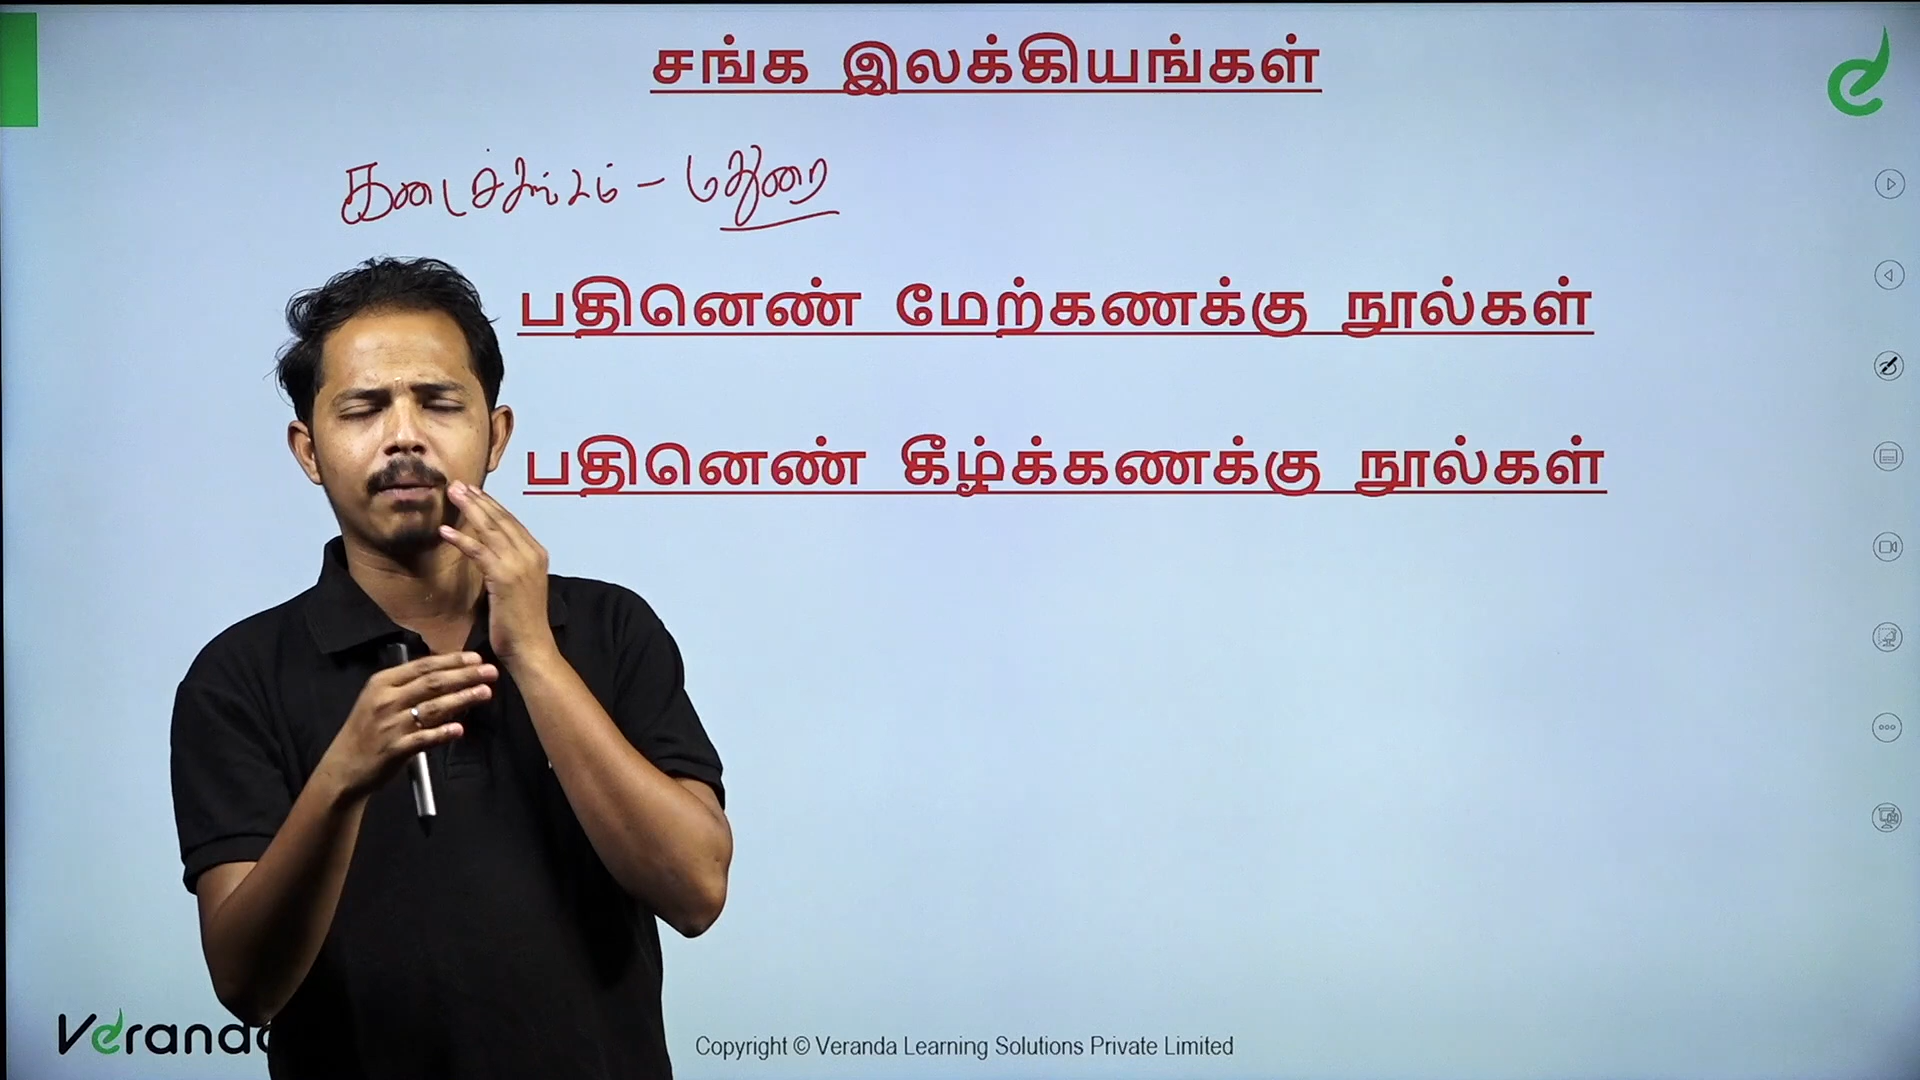 சங்க இலக்கியங்கள்
கடைச்சங்கம் - மதுரை
பதினெண் மேற்கணக்கு நூல்கள்
பதினெண் கீழ்க்கணக்கு நூல்கள்
Veranda
Copyright © Veranda Learning Solutions Private Limited